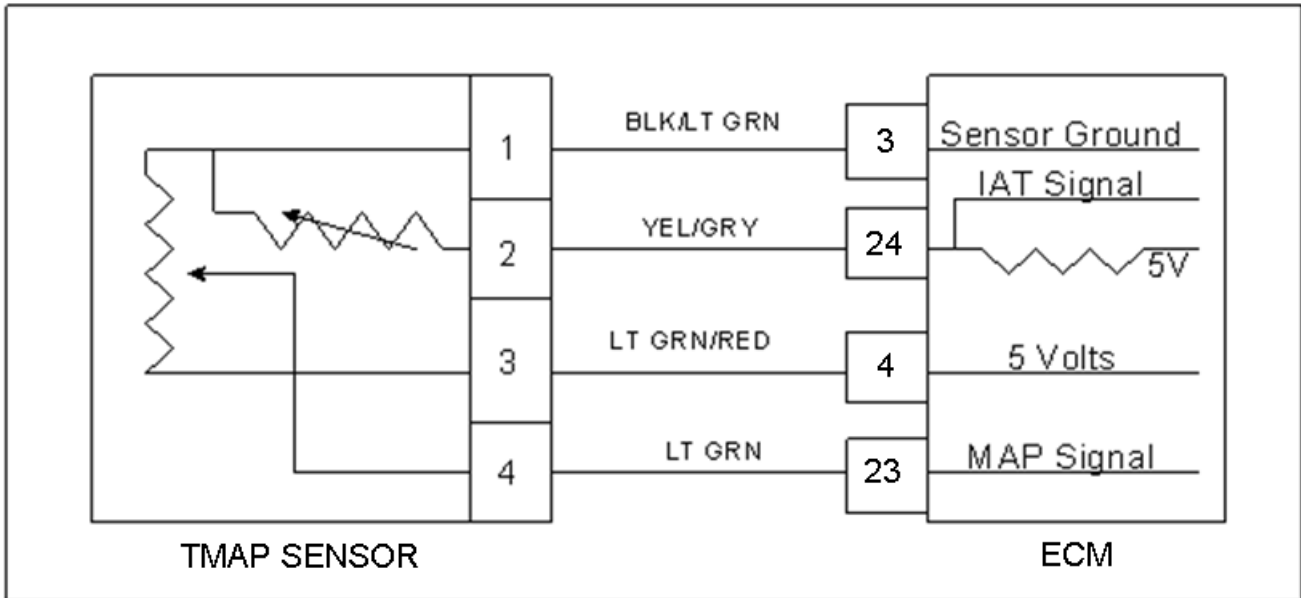 1
BLK/LT GRN
3
Sensor Ground
IAT Signal
2
YEL/GRY
24
5V
3
LT GRN/RED
4
5 Volts
4
LT GRN
23
MAP Signal
TMAP SENSOR
ECM